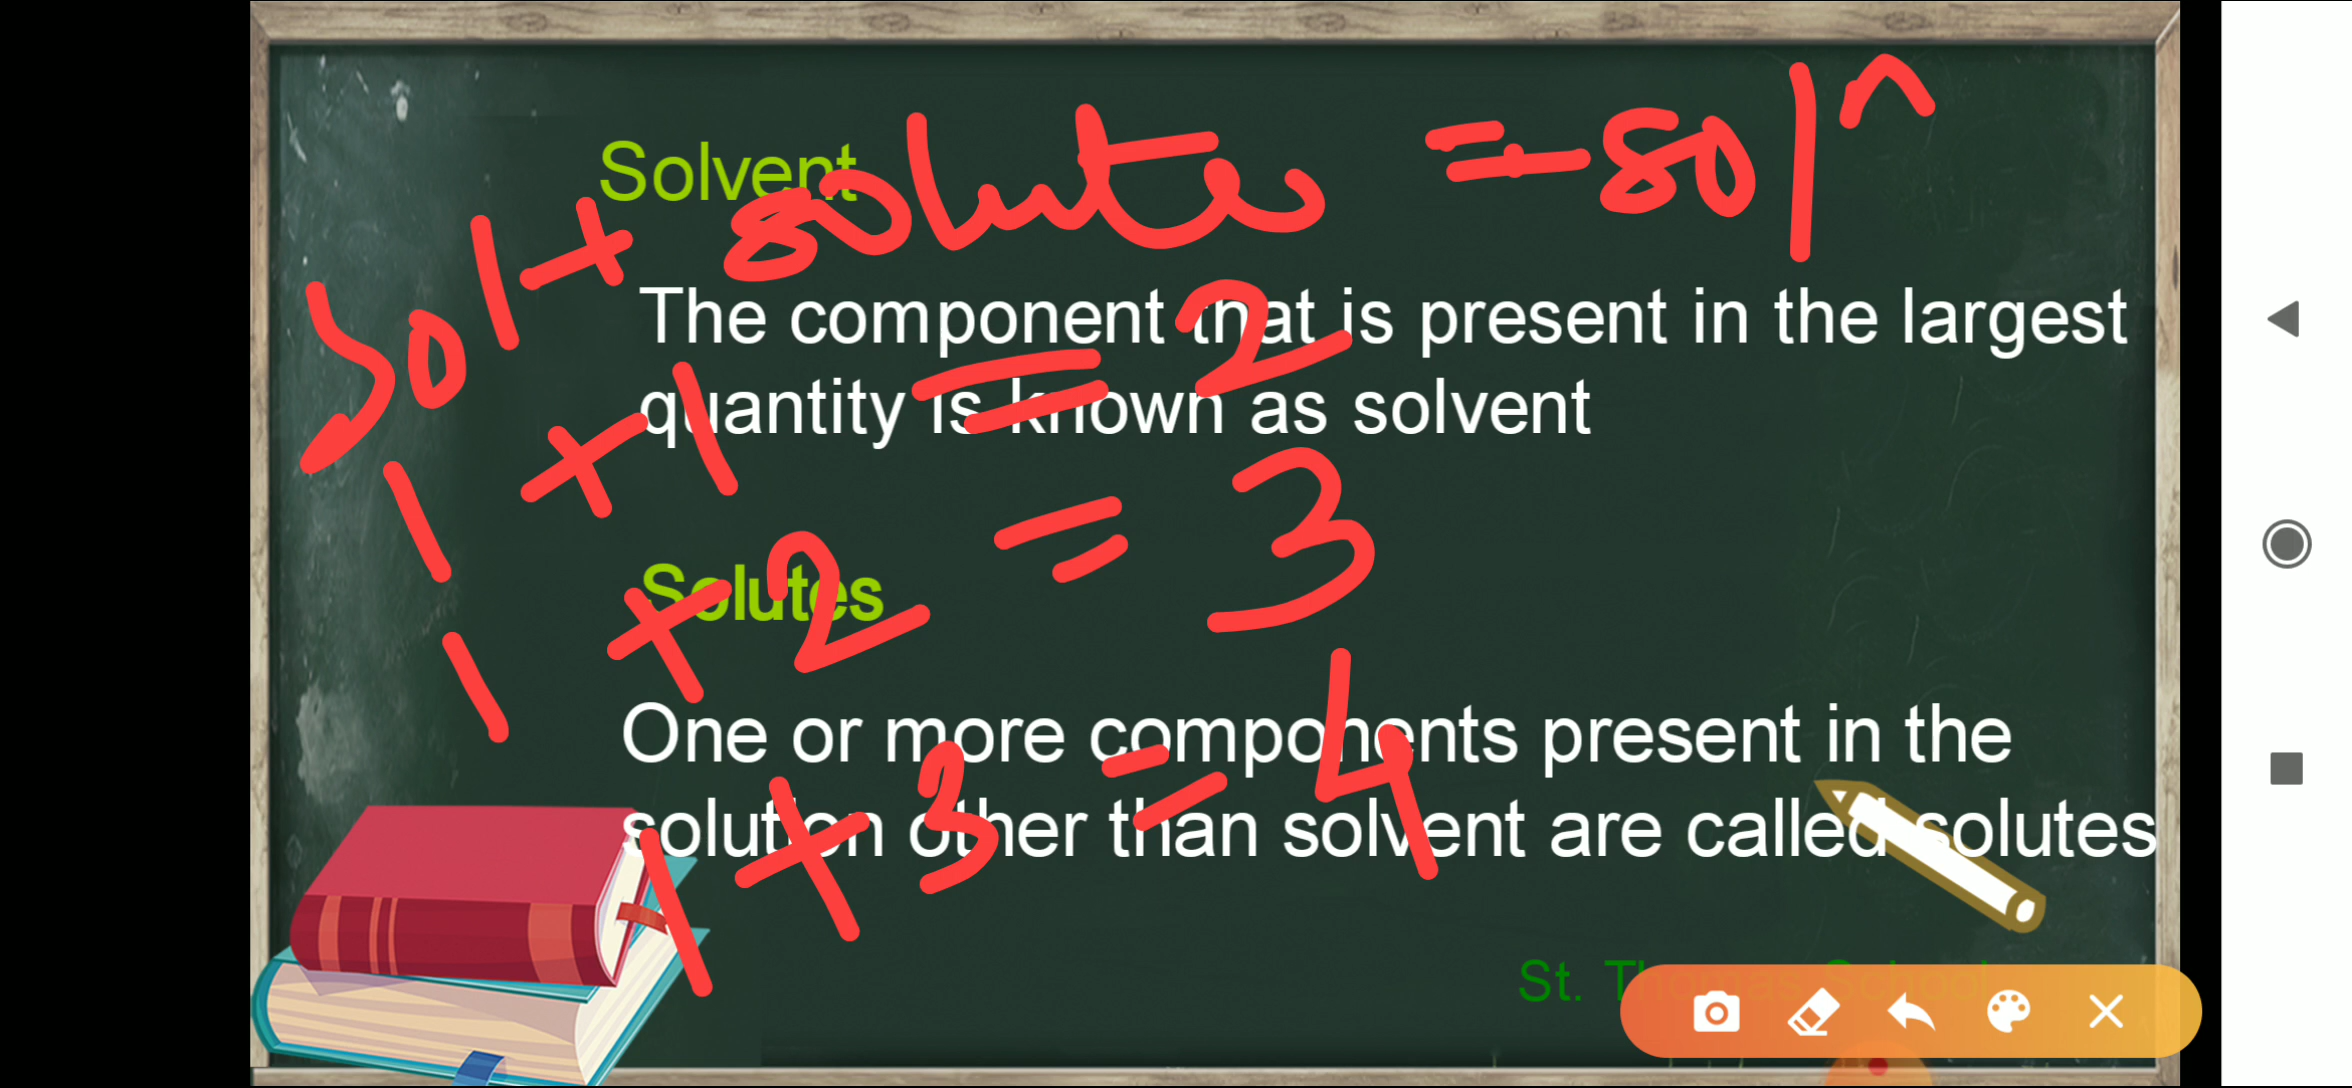 Solvent
Sol + solutes = sol^n
The component that is present in the largest
quantity is known as solvent
1 + 1 = 2
Solutes
1 + 2 = 3
One or more components present in the
solution other than solvent are called solutes
1 + 3 = 4
St.